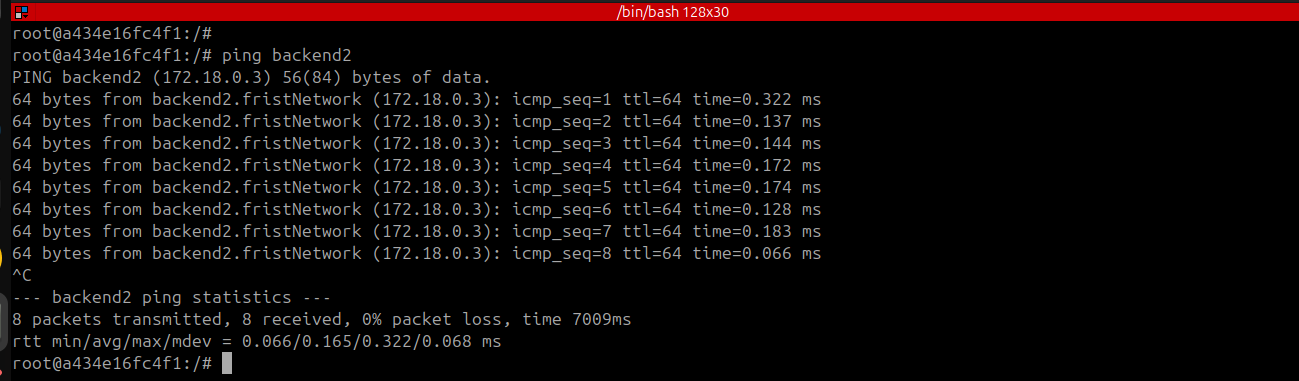 /bin/bash 128x30
root@a434e16fc4f1:/#
root@a434e16fc4f1:/# ping backend2
PING backend2 (172.18.0.3) 56(84) bytes of data.
64 bytes from backend2.fristNetwork (172.18.0.3): icmp_seq=1 ttl=64 time=0.322 ms
64 bytes from backend2.fristNetwork (172.18.0.3): icmp_seq=2 ttl=64 time=0.137 ms
64 bytes from backend2.fristNetwork (172.18.0.3): icmp_seq=3 ttl=64 time=0.144 ms
64 bytes from backend2.fristNetwork (172.18.0.3): icmp_seq=4 ttl=64 time=0.172 ms
64 bytes from backend2.fristNetwork (172.18.0.3): icmp_seq=5 ttl=64 time=0.174 ms
64 bytes from backend2.fristNetwork (172.18.0.3): icmp_seq=6 ttl=64 time=0.128 ms
64 bytes from backend2.fristNetwork (172.18.0.3): icmp_seq=7 ttl=64 time=0.183 ms
64 bytes from backend2.fristNetwork (172.18.0.3): icmp_seq=8 ttl=64 time=0.066 ms
^C
--- backend2 ping statistics ---
8 packets transmitted, 8 received, 0% packet loss, time 7009ms
rtt min/avg/max/mdev = 0.066/0.165/0.322/0.068 ms
root@a434e16fc4f1:/#